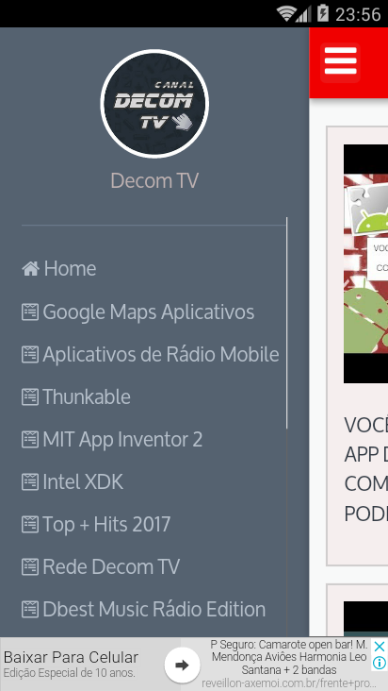 23:56
CANAL
DECOM
TV
Decom TV
Home
Google Maps Aplicativos
Aplicativos de Rádio Mobile
Thunkable
MIT App Inventor 2
Intel XDK
Top + Hits 2017
Rede Decom TV
Dbest Music Rádio Edition
VOC
CO
VOCÊ
APP D
COM
PODE
Baixar Para Celular
Edição Especial de 10 anos.
P Seguro: Camarote open bar! M.
Mendonça Aviões Harmonia Leo
Santana + 2 bandas
reveillon-axemoi.com.br/frente+pro...